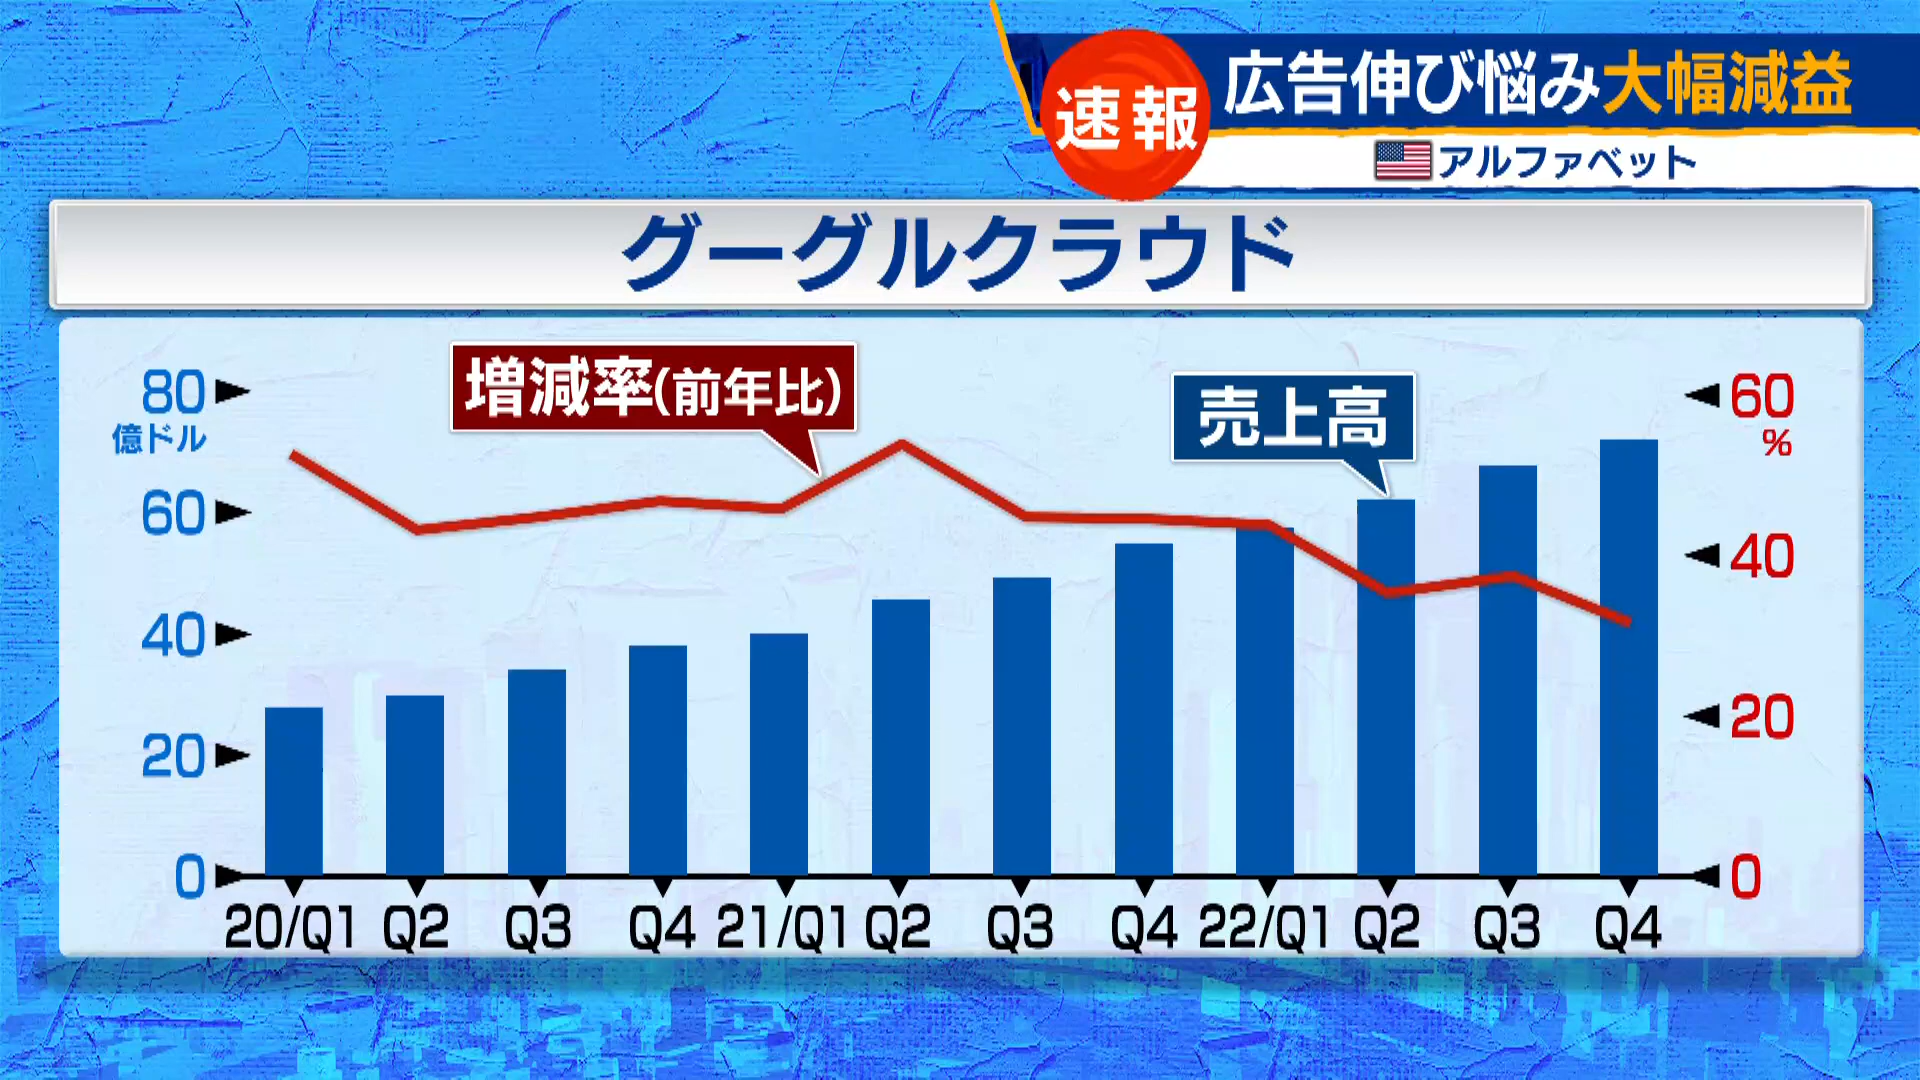 速報
広告伸び悩み大幅減益
アルファベット
グーグルクラウド
増減率(前年比)
売上高
80
億ドル
60
40
20
0
60
%
40
20
0
20/Q1 Q2 Q3 Q4 21/Q1 Q2 Q3 Q4 22/Q1 Q2 Q3 Q4